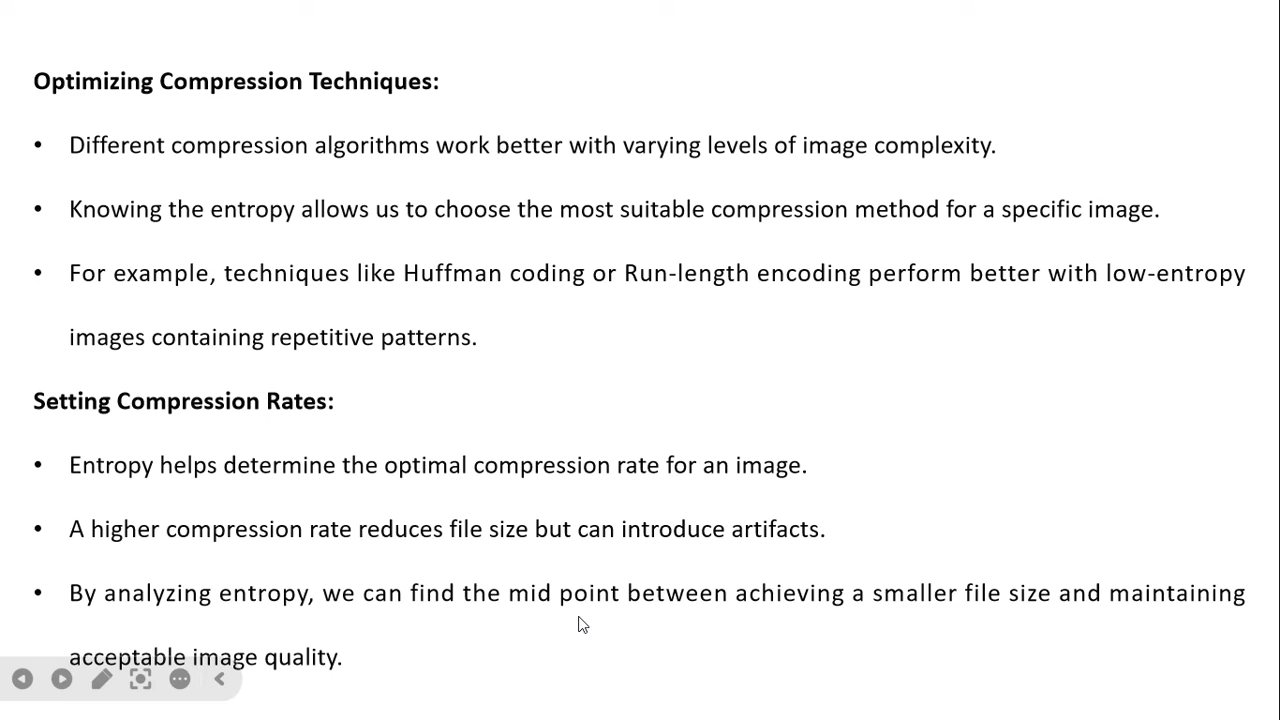 Optimizing Compression Techniques:
• Different compression algorithms work better with varying levels of image complexity.
• Knowing the entropy allows us to choose the most suitable compression method for a specific image.
• For example, techniques like Huffman coding or Run-length encoding perform better with low-entropy
images containing repetitive patterns.
Setting Compression Rates:
• Entropy helps determine the optimal compression rate for an image.
• A higher compression rate reduces file size but can introduce artifacts.
• By analyzing entropy, we can find the mid point between achieving a smaller file size and maintaining
acceptable image quality.